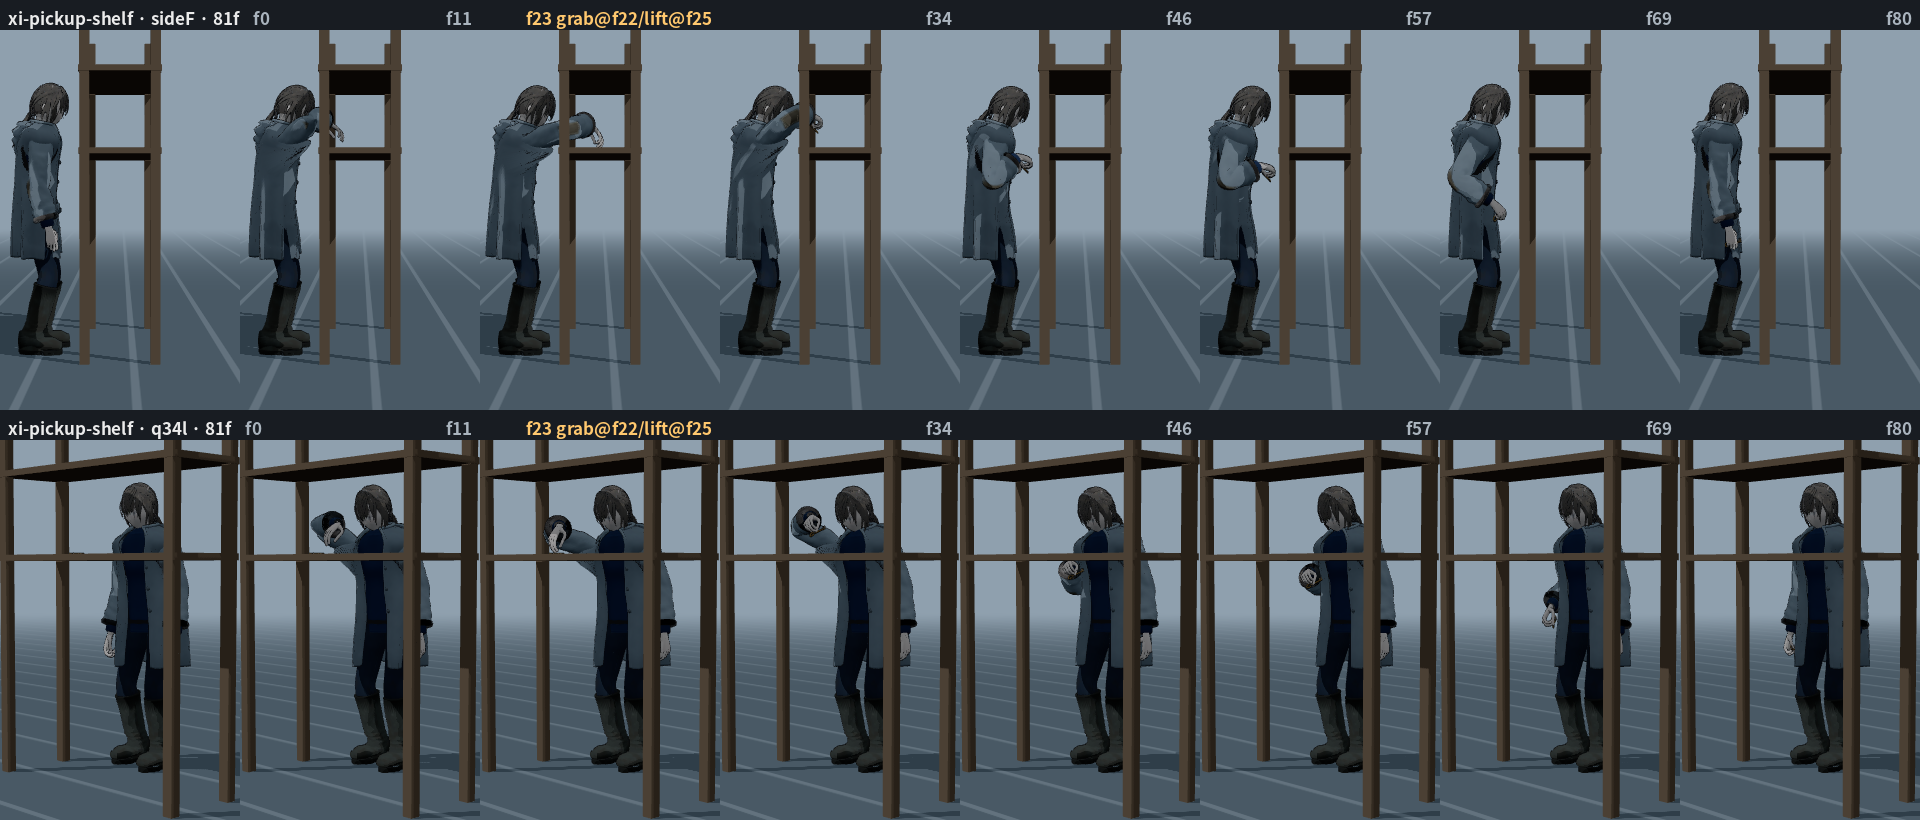 xi-pickup-shelf · sideF · 81f f0 f11 f23 grab@f22/lift@f25 f34 f46 f57 f69 f80
xi-pickup-shelf · q34l · 81f f0 f11 f23 grab@f22/lift@f25 f34 f46 f57 f69 f80